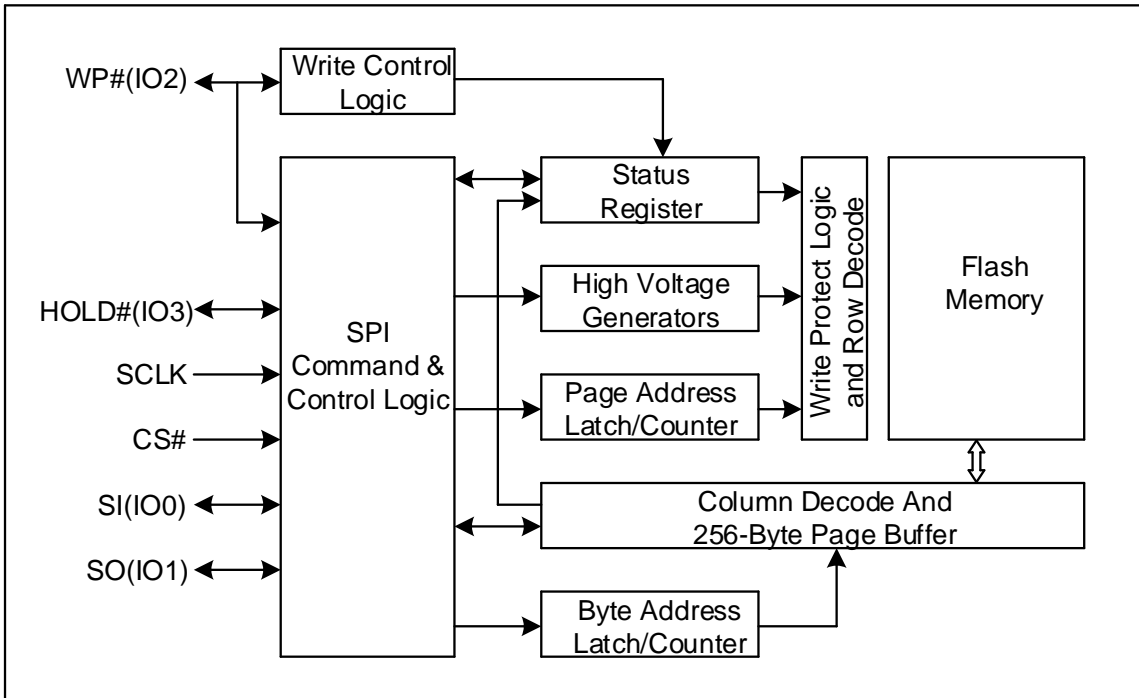 WP#(IO2)
Write Control
Logic
Status
Register
HOLD#(IO3)
High Voltage
Generators
SPI
Command &
Control Logic
SCLK
Page Address
Latch/Counter
CS#
Write Protect Logic
and Row Decode
Flash
Memory
SI(IO0)
Column Decode And
256-Byte Page Buffer
SO(IO1)
Byte Address
Latch/Counter